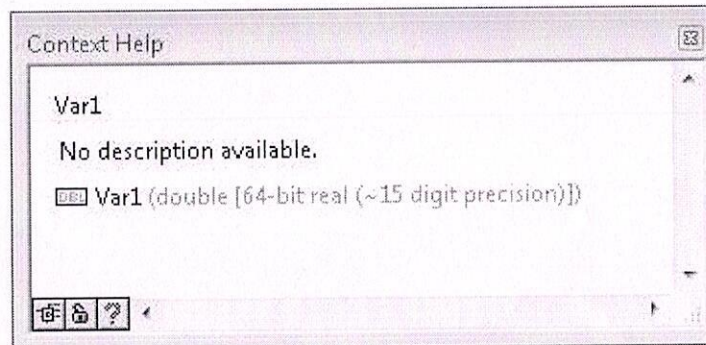 Context Help
Var1
No description available.
DBL Var1 (double [64-bit real (~15 digit precision)])
?